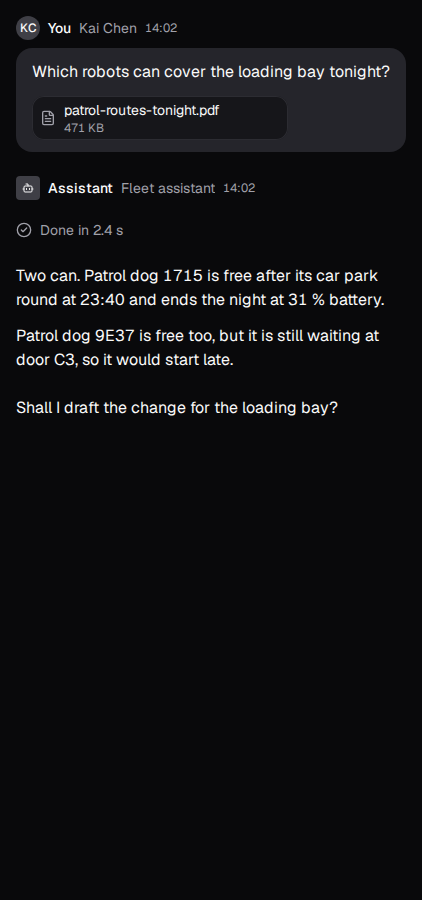 KC You Kai Chen 14:02
Which robots can cover the loading bay tonight?
patrol-routes-tonight.pdf
471 KB
Assistant Fleet assistant 14:02
Done in 2.4 s
Two can. Patrol dog 1715 is free after its car park
round at 23:40 and ends the night at 31 % battery.
Patrol dog 9E37 is free too, but it is still waiting at
door C3, so it would start late.
Shall I draft the change for the loading bay?